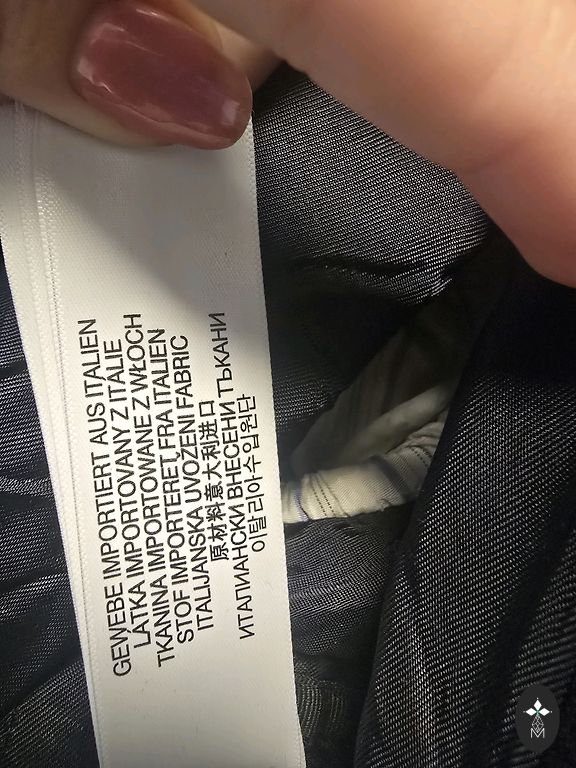 GEWEBE IMPORTIERT AUS ITALIEN
LÁTKA IMPORTOVANÝ Z ITALIE
TKANINA IMPORTOWANE Z WŁOCH
STOF IMPORTERET FRA ITALIEN
ITALIJANSKA UVOZENI FABRIC
原材料意大利进口
ИТАЛИАНСКИ ВНЕСЕНИ ТЪКАНИ
이탈리아수입원단